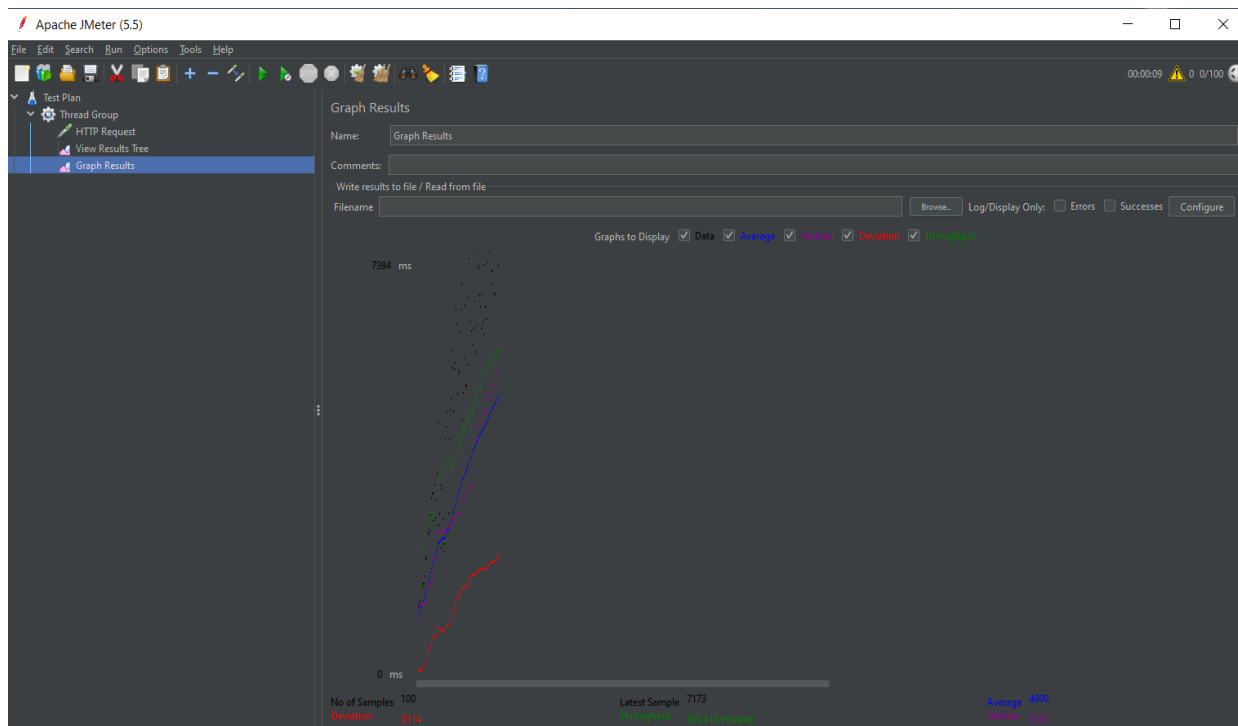 Apache JMeter (5.5)
File Edit Search Run Options Tools Help
00:00:09 0 0/100
Test Plan
Thread Group
HTTP Request
View Results Tree
Graph Results
Graph Results
Name: Graph Results
Comments:
Write results to file / Read from file
Filename Browse... Log/Display Only: Errors Successes Configure
Graphs to Display Data Average Median Deviation Throughput
7394 ms
0 ms
No of Samples 100 Latest Sample 7173 Average 4909
Deviation 2114 Throughput Median